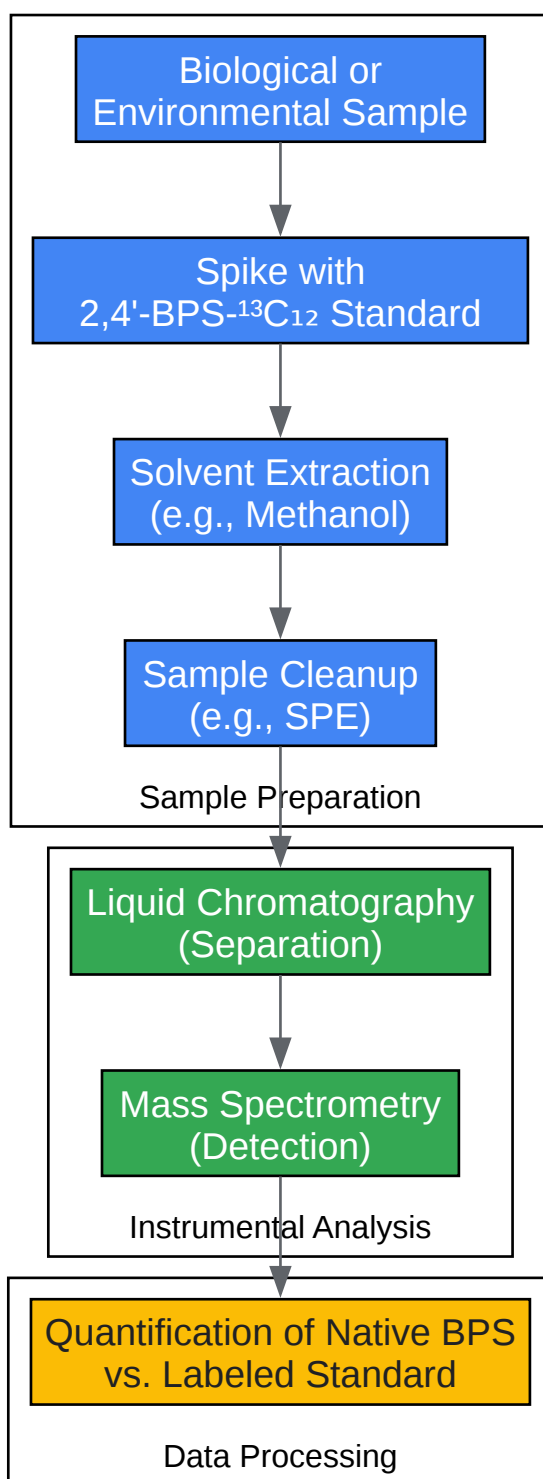 Biological or
Environmental Sample
Spike with
2,4'-BPS-¹³C₁₂ Standard
Solvent Extraction
(e.g., Methanol)
Sample Cleanup
(e.g., SPE)
Sample Preparation
Liquid Chromatography
(Separation)
Mass Spectrometry
(Detection)
Instrumental Analysis
Quantification of Native BPS
vs. Labeled Standard
Data Processing